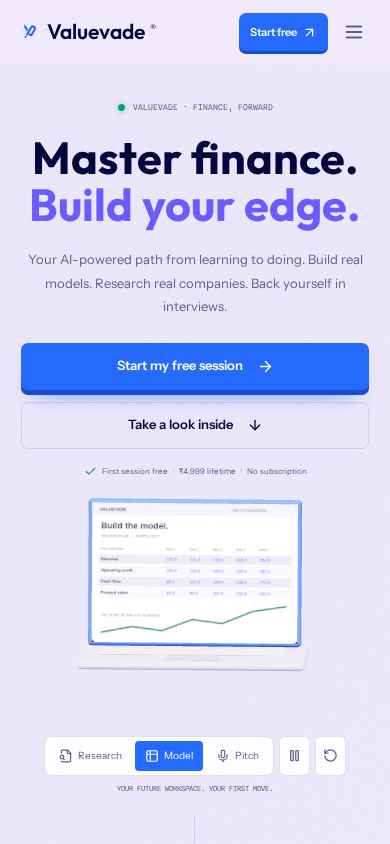 Valuevade ®
Start free
VALUEVADE · FINANCE, FORWARD
Master finance.
Build your edge.
Your AI-powered path from learning to doing. Build real
models. Research real companies. Back yourself in
interviews.
Start my free session
Take a look inside
First session free · ₹4,999 lifetime · No subscription
VALUEVADE
Build the model.
Revenue
Operating profit
Cash flow
Present value
Research
Model
Pitch
YOUR FUTURE WORKSPACE. YOUR FIRST MOVE.